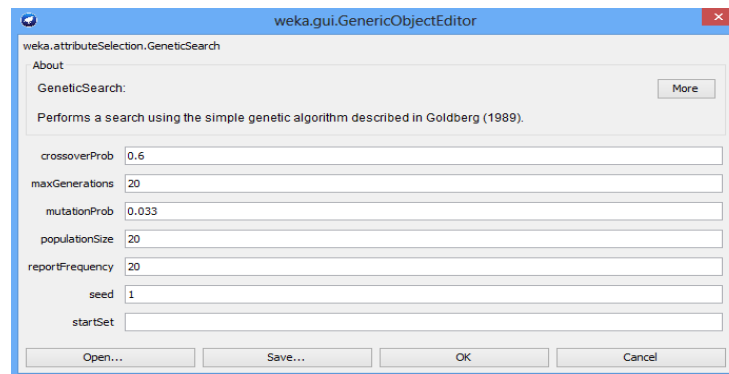 weka.gui.GenericObjectEditor
×
weka.attributeSelection.GeneticSearch
About
GeneticSearch:
More
Performs a search using the simple genetic algorithm described in Goldberg (1989).
crossoverProb 0.6
maxGenerations 20
mutationProb 0.033
populationSize 20
reportFrequency 20
seed 1
startSet
Open... Save... OK Cancel